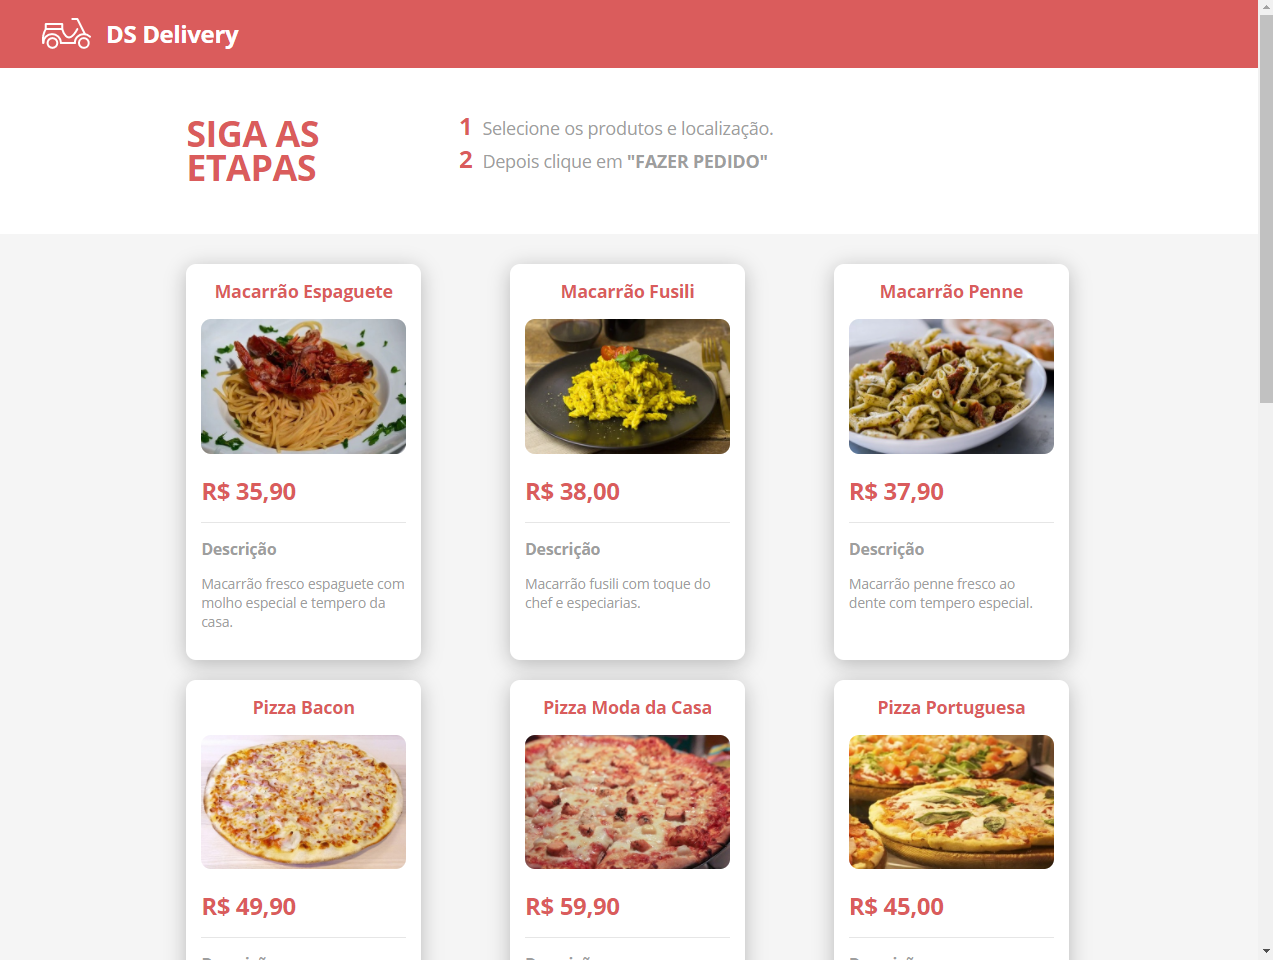 DS Delivery
SIGA AS
ETAPAS
1 Selecione os produtos e localização.
2 Depois clique em "FAZER PEDIDO"
Macarrão Espaguete
R$ 35,90
Descrição
Macarrão fresco espaguete com
molho especial e tempero da
casa.
Macarrão Fusili
R$ 38,00
Descrição
Macarrão fusili com toque do
chef e especiarias.
Macarrão Penne
R$ 37,90
Descrição
Macarrão penne fresco ao
dente com tempero especial.
Pizza Bacon
R$ 49,90
Pizza Moda da Casa
R$ 59,90
Pizza Portuguesa
R$ 45,00